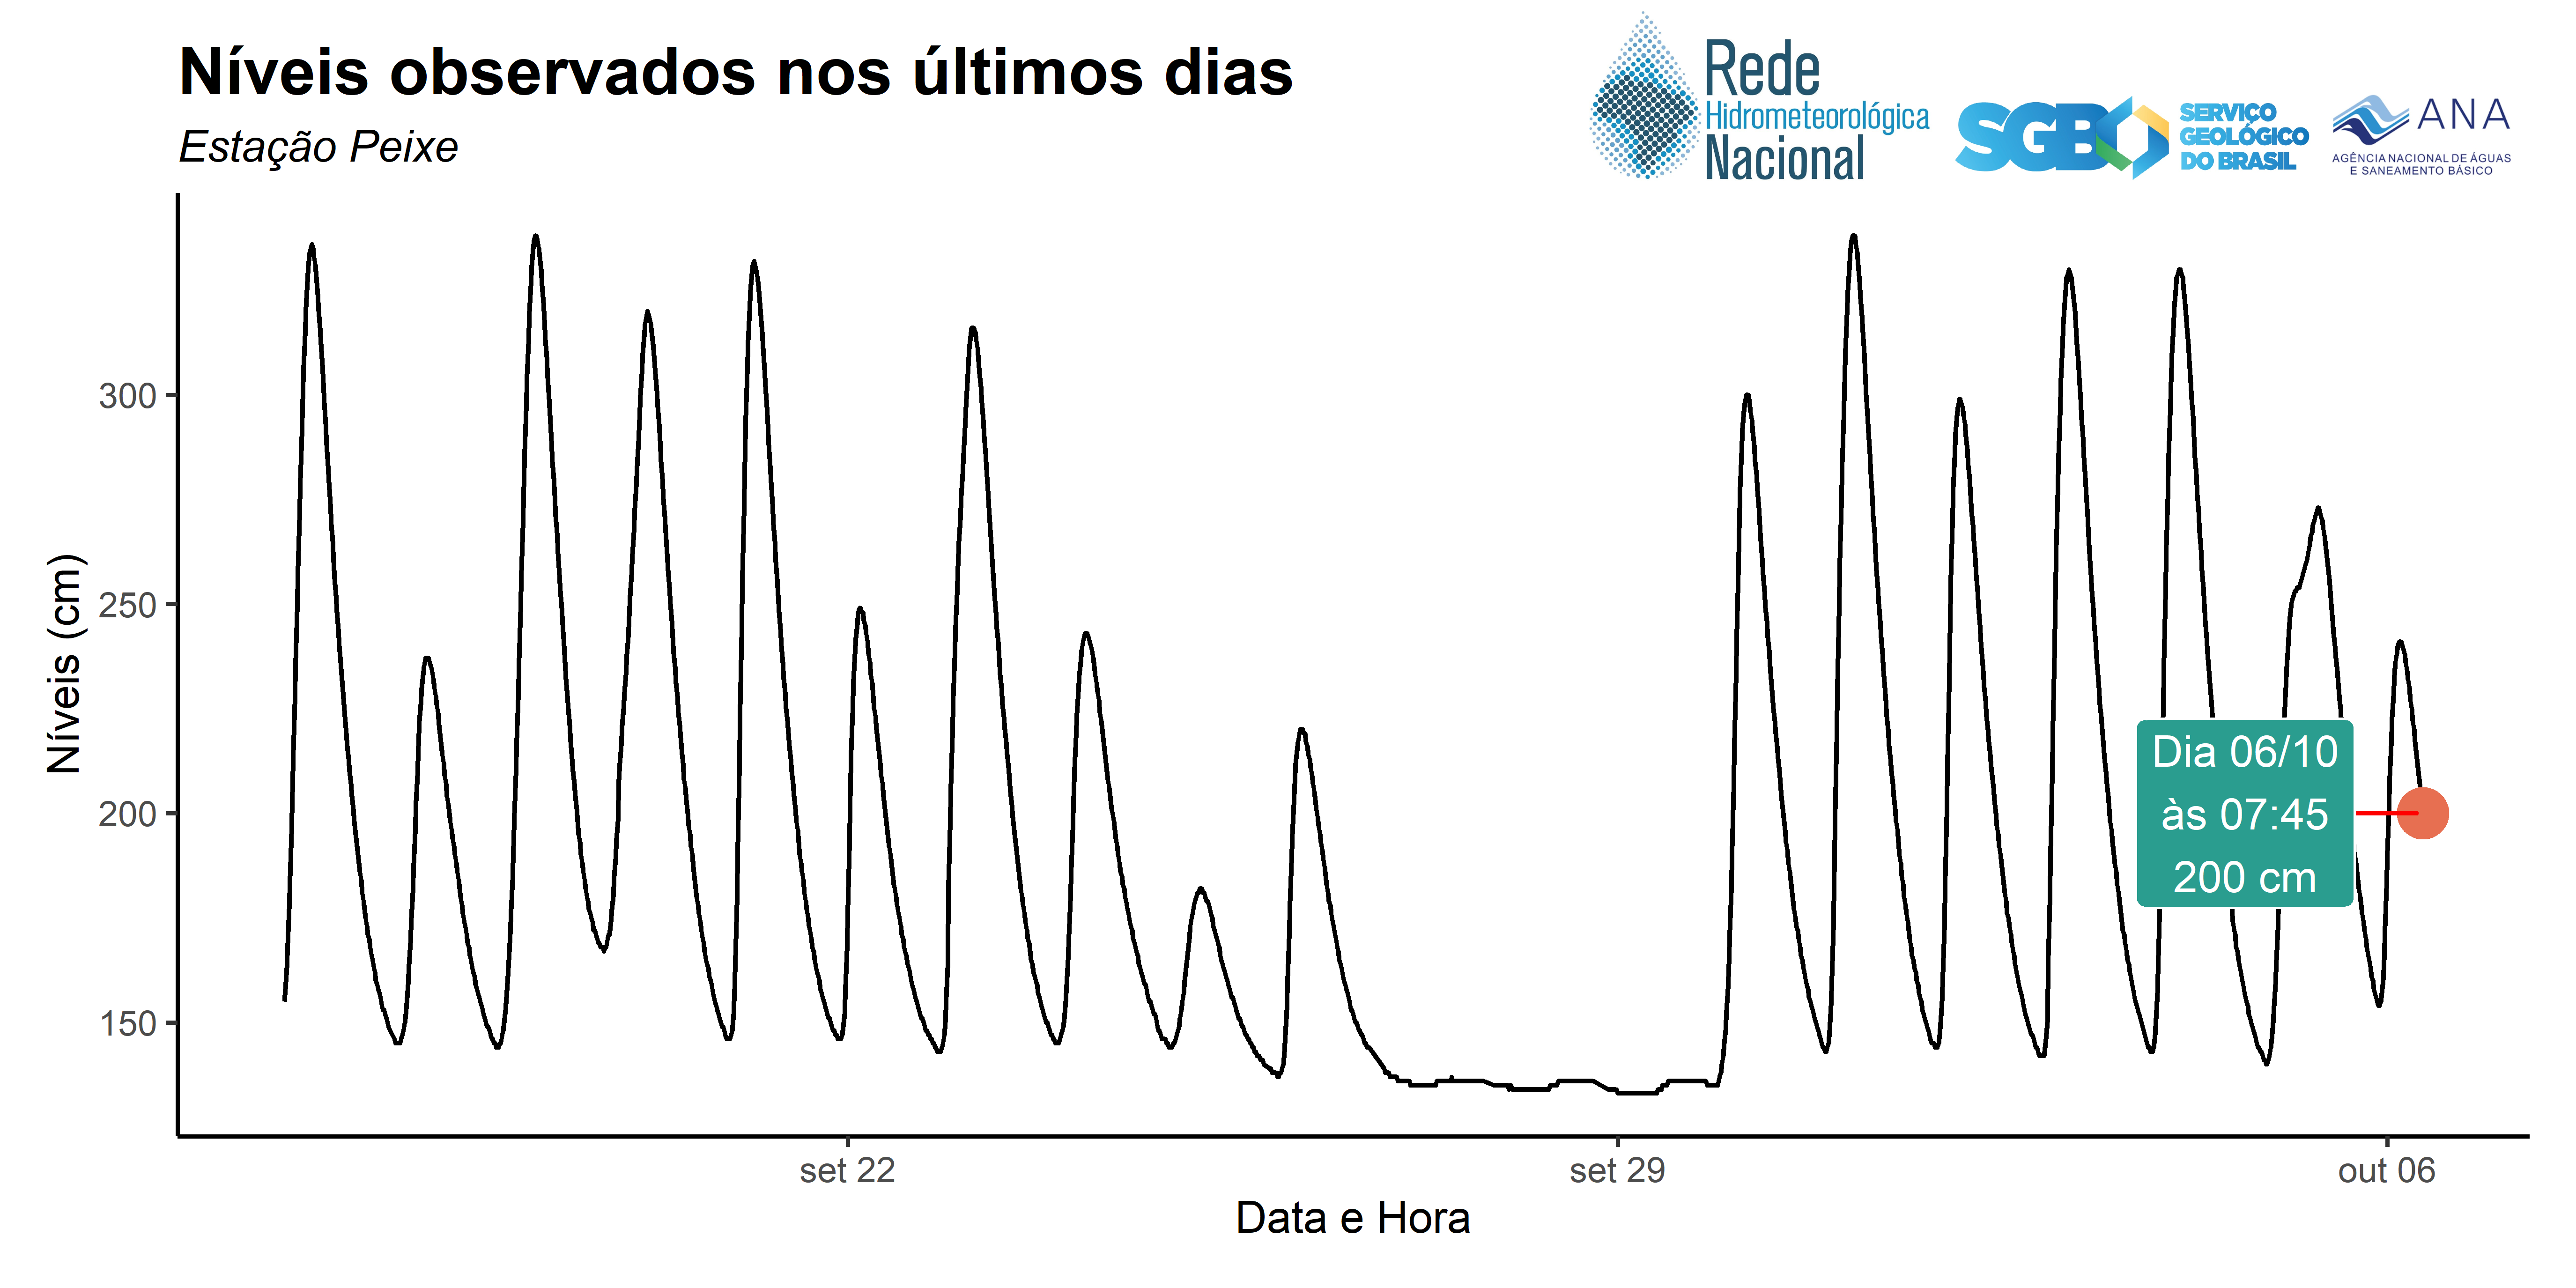 Níveis observados nos últimos dias
Estação Peixe
Rede
Hidrometeorológica
Nacional
SGB
SERVIÇO
GEOLÓGICO
DO BRASIL
ANA
AGÊNCIA NACIONAL DE ÁGUAS
E SANEAMENTO BÁSICO
Níveis (cm)
300
250
200
150
Dia 06/10
às 07:45
200 cm
set 22
set 29
out 06
Data e Hora